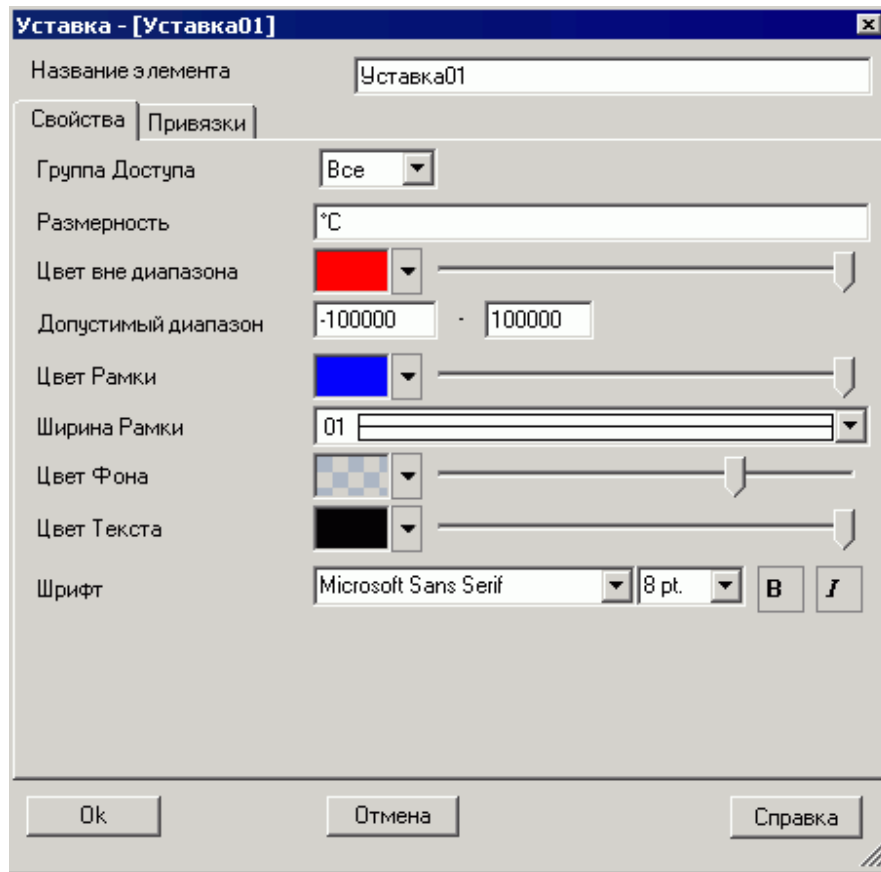 Уставка - [Уставка01]
Название элемента Уставка01
Свойства Привязки
Группа Доступа Все
Размерность °C
Цвет вне диапазона
Допустимый диапазон -100000 - 100000
Цвет Рамки
Ширина Рамки 01
Цвет Фона
Цвет Текста
Шрифт Microsoft Sans Serif 8 pt. B I
Ok Отмена Справка